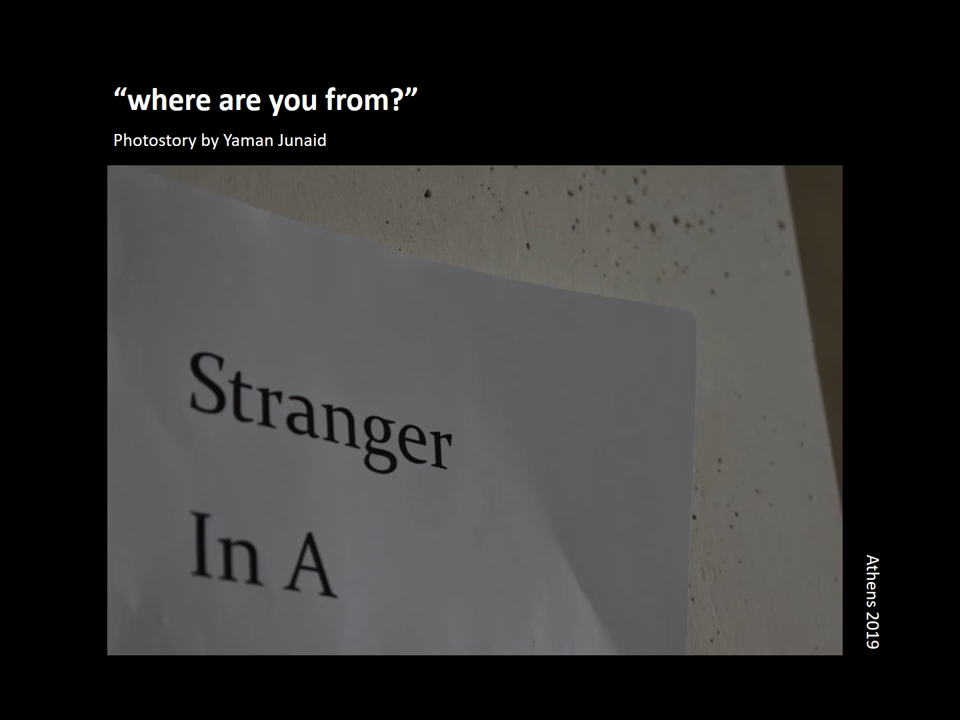 “where are you from?”
Photostory by Yaman Junaid
Stranger
In A
Athens 2019